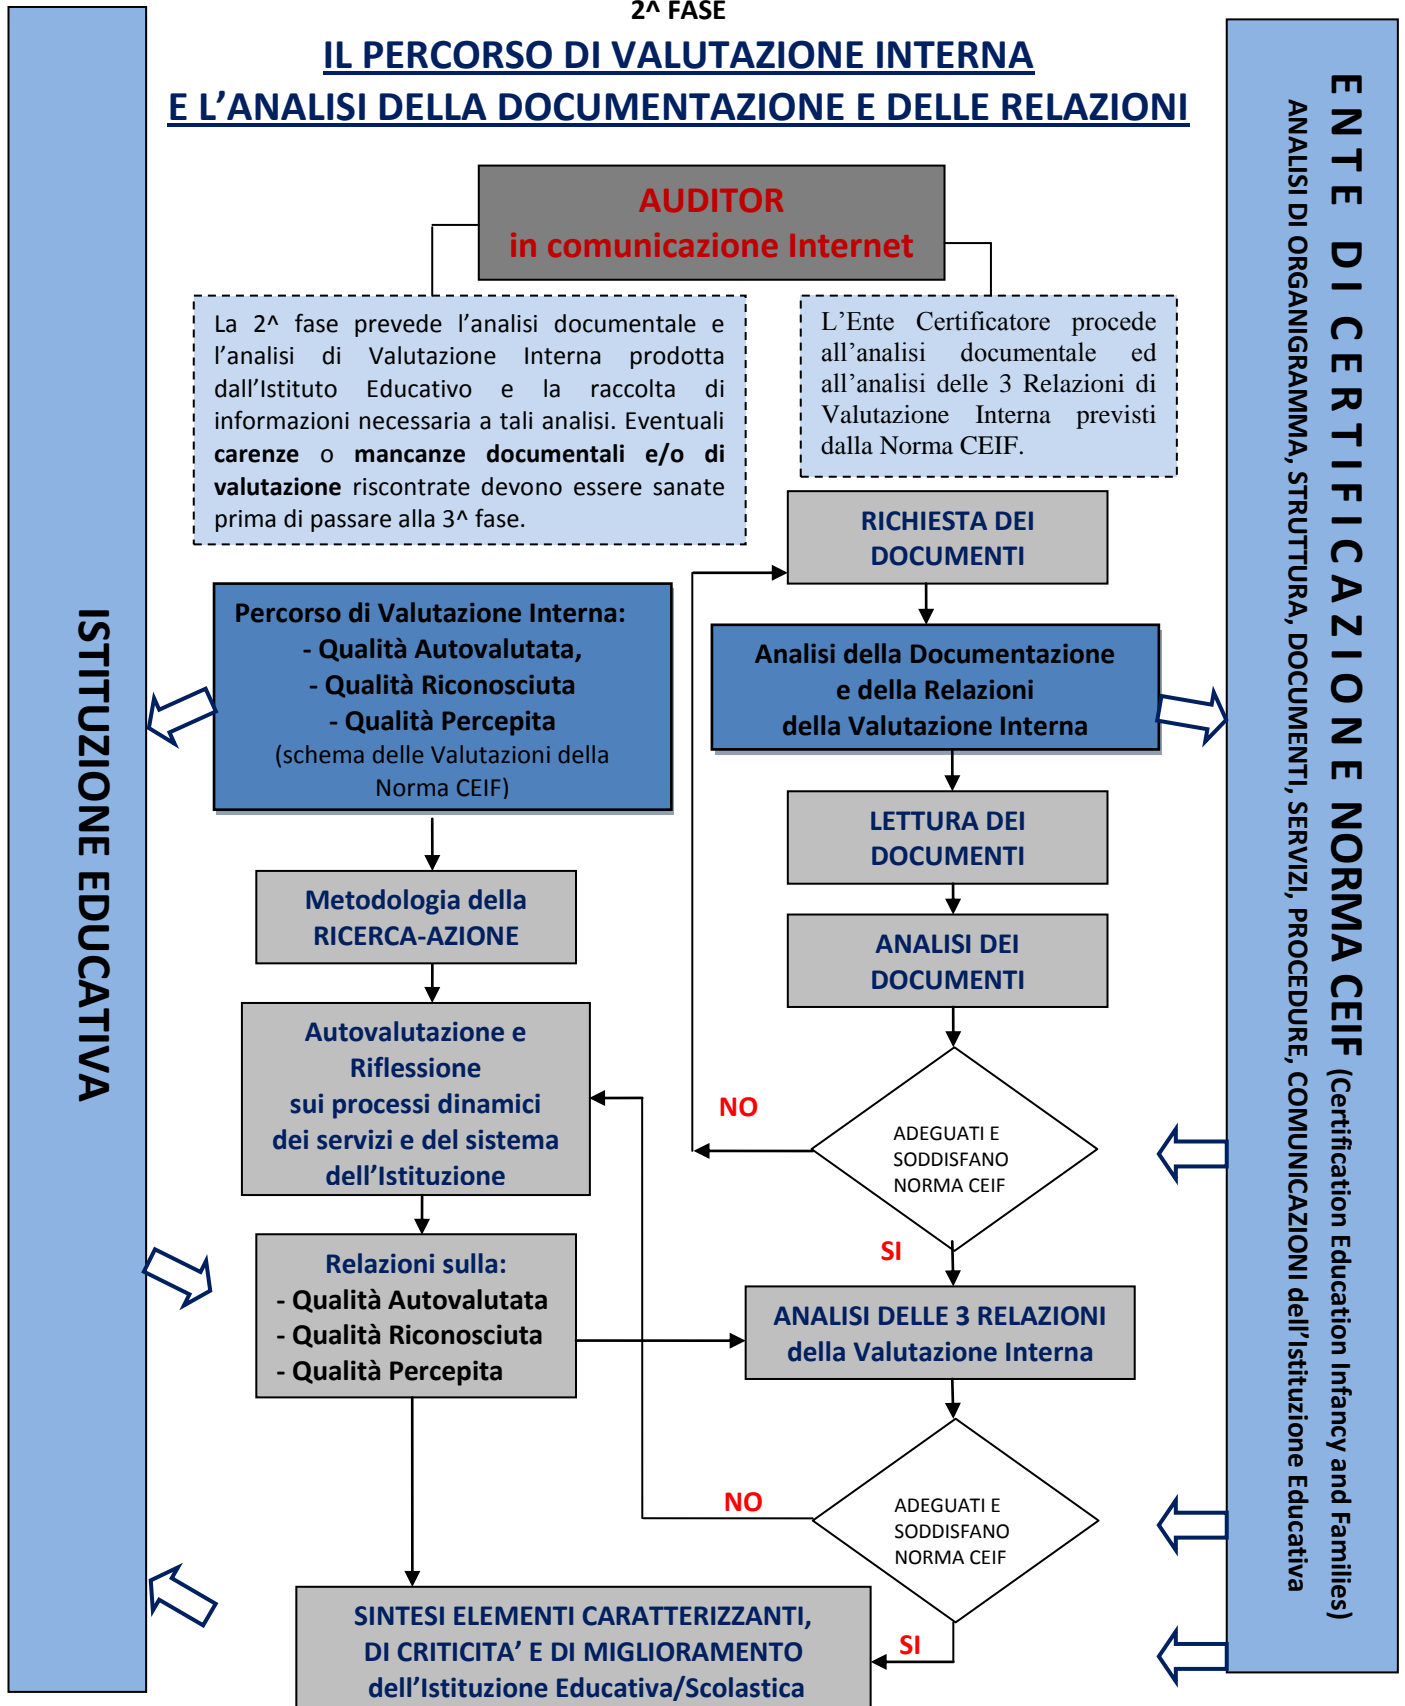 2^ FASE
IL PERCORSO DI VALUTAZIONE INTERNA
E L'ANALISI DELLA DOCUMENTAZIONE E DELLE RELAZIONI
AUDITOR
in comunicazione Internet
La 2^ fase prevede l'analisi documentale e
l'analisi di Valutazione Interna prodotta
dall'Istituto Educativo e la raccolta di
informazioni necessaria a tali analisi. Eventuali
carenze o mancanze documentali e/o di
valutazione riscontrate devono essere sanate
prima di passare alla 3^ fase.
L'Ente Certificatore procede
all'analisi documentale ed
all'analisi delle 3 Relazioni di
Valutazione Interna previsti
dalla Norma CEIF.
RICHIESTA DEI
DOCUMENTI
Percorso di Valutazione Interna:
- Qualità Autovalutata,
- Qualità Riconosciuta
- Qualità Percepita
(schema delle Valutazioni della
Norma CEIF)
Analisi della Documentazione
e della Relazioni
della Valutazione Interna
LETTURA DEI
DOCUMENTI
Metodologia della
RICERCA-AZIONE
ANALISI DEI
DOCUMENTI
Autovalutazione e
Riflessione
sui processi dinamici
dei servizi e del sistema
dell'Istituzione
NO
ADEGUATI E
SODDISFANO
NORMA CEIF
SI
Relazioni sulla:
- Qualità Autovalutata
- Qualità Riconosciuta
- Qualità Percepita
ANALISI DELLE 3 RELAZIONI
della Valutazione Interna
NO
ADEGUATI E
SODDISFANO
NORMA CEIF
SI
SINTESI ELEMENTI CARATTERIZZANTI,
DI CRITICITA' E DI MIGLIORAMENTO
dell'Istituzione Educativa/Scolastica
ISTITUZIONE EDUCATIVA
ENTE DI CERTIFICAZIONE NORMA CEIF (Certification Education Infancy and Families)
ANALISI DI ORGANIGRAMMA, STRUTTURA, DOCUMENTI, SERVIZI, PROCEDURE, COMUNICAZIONI dell'Istituzione Educativa